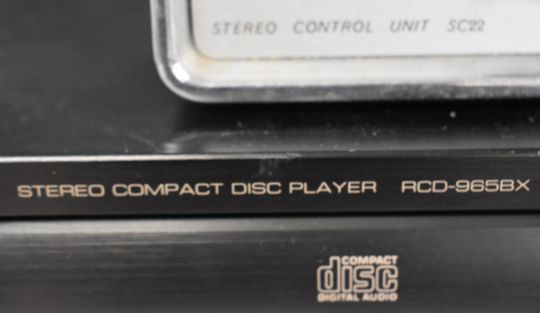 STEREO CONTROL UNIT SC22
STEREO COMPACT DISC PLAYER RCD-965BX
COMPACT
disc
DIGITAL AUDIO